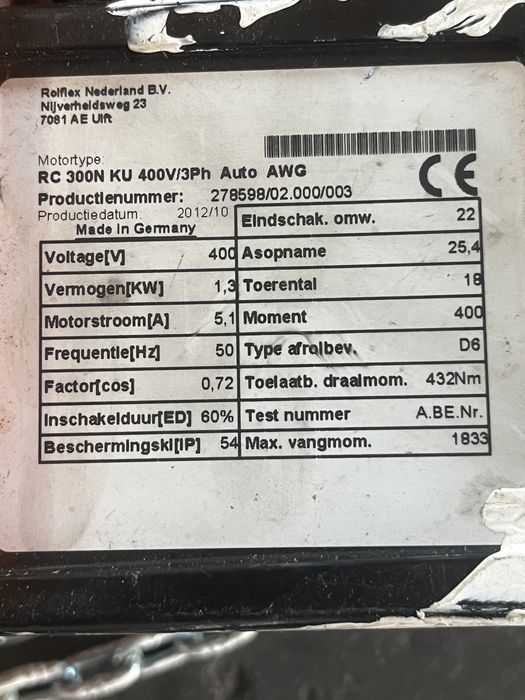 Rolflex Nederland B.V.
Nijverheidsweg 23
7081 AE Ulft
Motortype
RC 300N KU 400V/3Ph Auto AWG
CE
Productienummer: 278598/02.000/003
Productiedatum: 2012/10
Made in Germany
Eindschak. omw. 22
Voltage[V] 400 Asopname 25,4
Vermogen[KW] 1,3 Toerental 18
Motorstroom[A] 5,1 Moment 400
Frequentie[Hz] 50 Type afrolbev. D6
Factor[cos] 0,72 Toelaatb. draaimom. 432Nm
Inschakelduur[ED] 60% Test nummer A.BE.Nr.
Beschermingskl[IP] 54 Max. vangmom. 1833